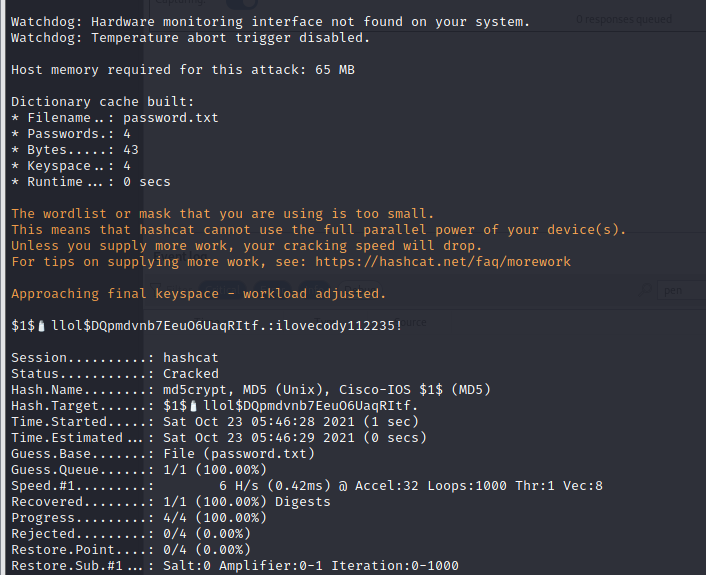 0 responses queued
Watchdog: Hardware monitoring interface not found on your system.
Watchdog: Temperature abort trigger disabled.
Host memory required for this attack: 65 MB
Dictionary cache built:
* Filename..: password.txt
* Passwords.: 4
* Bytes.....: 43
* Keyspace..: 4
* Runtime...: 0 secs
The wordlist or mask that you are using is too small.
This means that hashcat cannot use the full parallel power of your device(s).
Unless you supply more work, your cracking speed will drop.
For tips on supplying more work, see: https://hashcat.net/faq/morework
pen
Approaching final keyspace - workload adjusted.
$1$🧴llol$DQpmdvnb7EeuO6UaqRItf.:ilovecody112235!
Session..........: hashcat
Status...........: Cracked
Hash.Name........: md5crypt, MD5 (Unix), Cisco-IOS $1$ (MD5)
Hash.Target......: $1$🧴llol$DQpmdvnb7EeuO6UaqRItf.
Time.Started.....: Sat Oct 23 05:46:28 2021 (1 sec)
Time.Estimated...: Sat Oct 23 05:46:29 2021 (0 secs)
Guess.Base.......: File (password.txt)
Guess.Queue......: 1/1 (100.00%)
Speed.#1.........:        6 H/s (0.42ms) @ Accel:32 Loops:1000 Thr:1 Vec:8
Recovered........: 1/1 (100.00%) Digests
Progress.........: 4/4 (100.00%)
Rejected.........: 0/4 (0.00%)
Restore.Point....: 0/4 (0.00%)
Restore.Sub.#1...: Salt:0 Amplifier:0-1 Iteration:0-1000